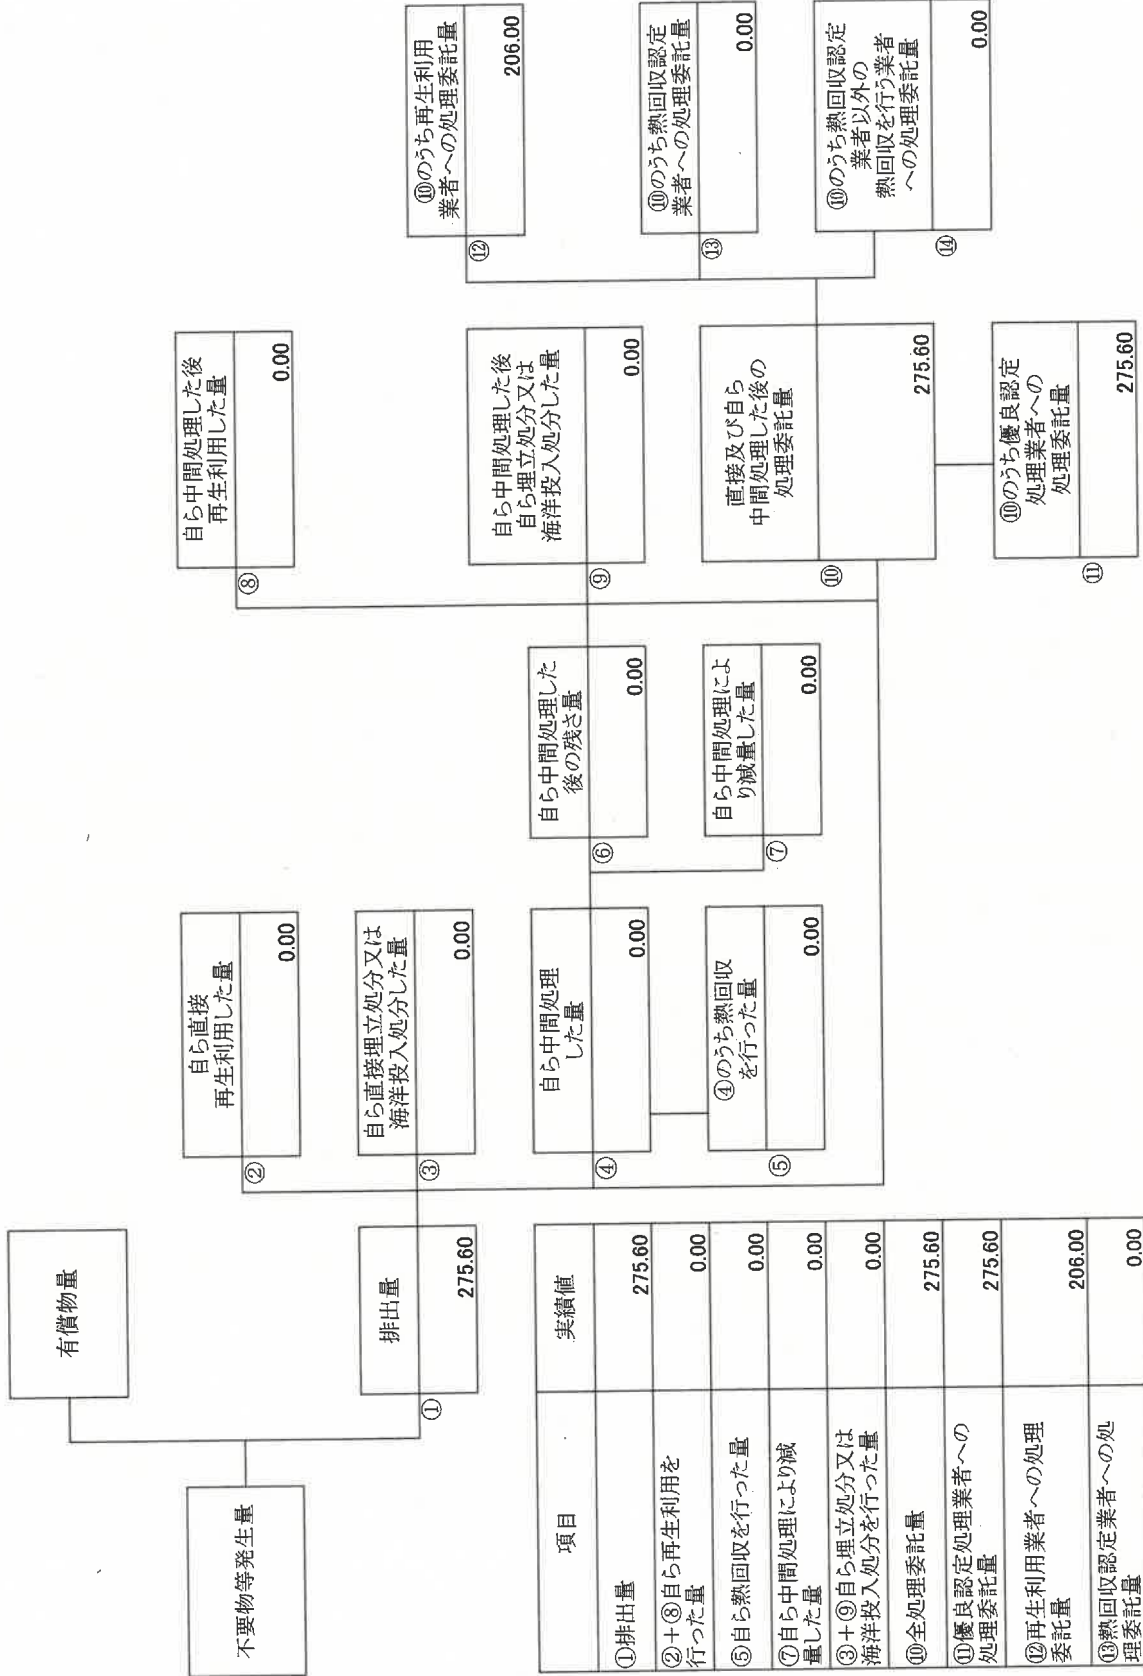 不要物等発生量
有償物量
①
排出量
275.60
②
自ら直接
再生利用した量
0.00
③
自ら直接埋立処分又は
海洋投入処分した量
0.00
④
自ら中間処理
した量
0.00
⑤
④のうち熱回収
を行った量
0.00
⑥
自ら中間処理した
後の残さ量
0.00
⑦
自ら中間処理によ
り減量した量
0.00
⑧
自ら中間処理した後
再生利用した量
0.00
⑨
自ら中間処理した後
自ら埋立処分又は
海洋投入処分した量
0.00
⑩
直接及び自ら
中間処理した後の
処理委託量
275.60
⑪
⑩のうち優良認定
処理業者への
処理委託量
275.60
⑫
⑩のうち再生利用
業者への処理委託量
206.00
⑬
⑩のうち熱回収認定
業者への処理委託量
0.00
⑭
⑩のうち熱回収認定
業者以外の
熱回収を行う業者
への処理委託量
0.00
項目 実績値
①排出量 275.60
②+⑧自ら再生利用を
行った量 0.00
⑤自ら熱回収を行った量 0.00
⑦自ら中間処理により減
量した量 0.00
③+⑨自ら埋立処分又は
海洋投入処分を行った量 0.00
⑩全処理委託量 275.60
⑪優良認定処理業者への
処理委託量 275.60
⑫再生利用業者への処理
委託量 206.00
⑬熱回収認定業者への処
理委託量 0.00